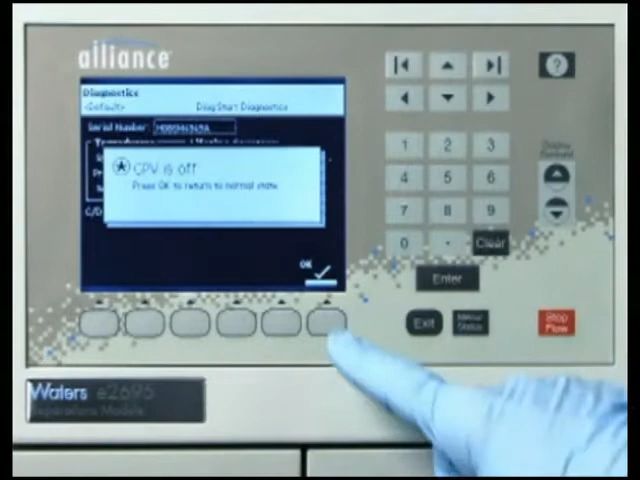 alliance
Diagnostics
<Default>
Diag Start Diagnostics
Serial Number:
CPV is off
Press OK to return to normal state.
C/D
OK
?
1 2 3
4 5 6
7 8 9
0 . Clear
Enter
Exit
Menu/
Status
Stop
Flow
Waters e2695
Separations Module